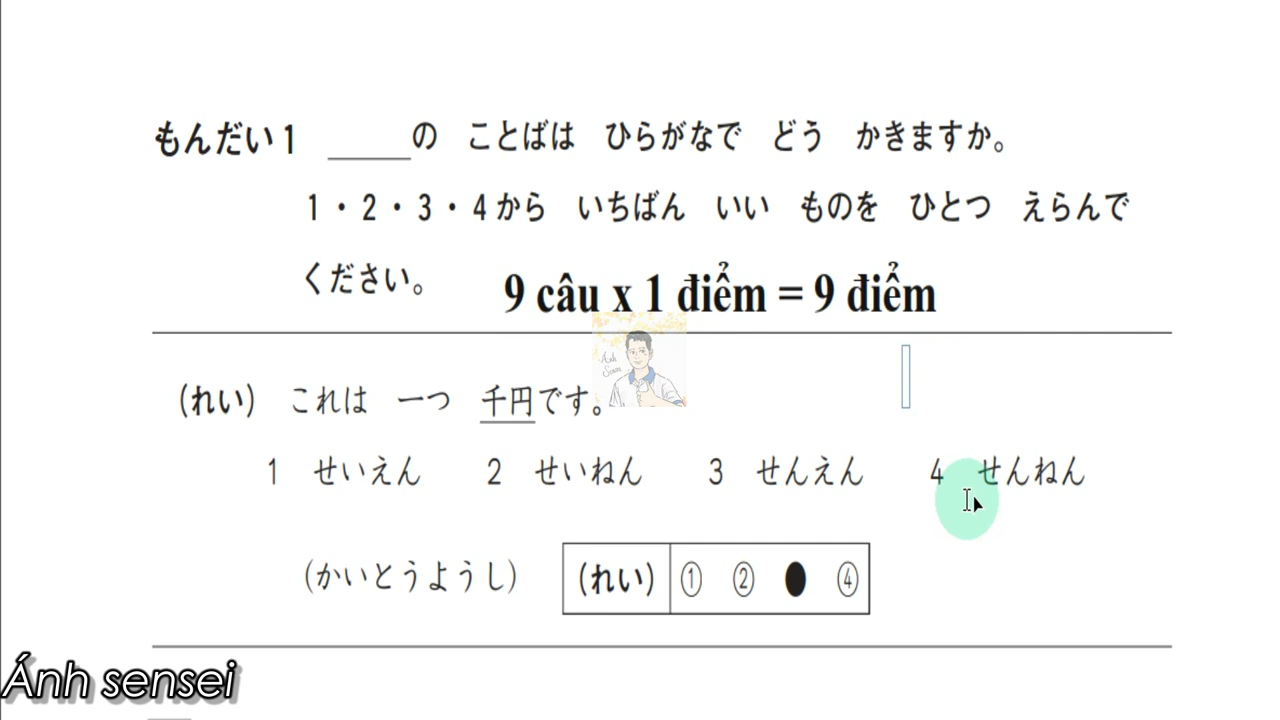 もんだい1 ＿＿＿の ことばは ひらがなで どう かきますか。
1・2・3・4から いちばん いい ものを ひとつ えらんで
ください。 9 câu x 1 điểm = 9 điểm
Ánh
Sensei
(れい) これは 一つ 千円です。
1 せいえん 2 せいねん 3 せんえん 4 せんねん
(かいとうようし) (れい) ① ② ● ④
Ánh sensei